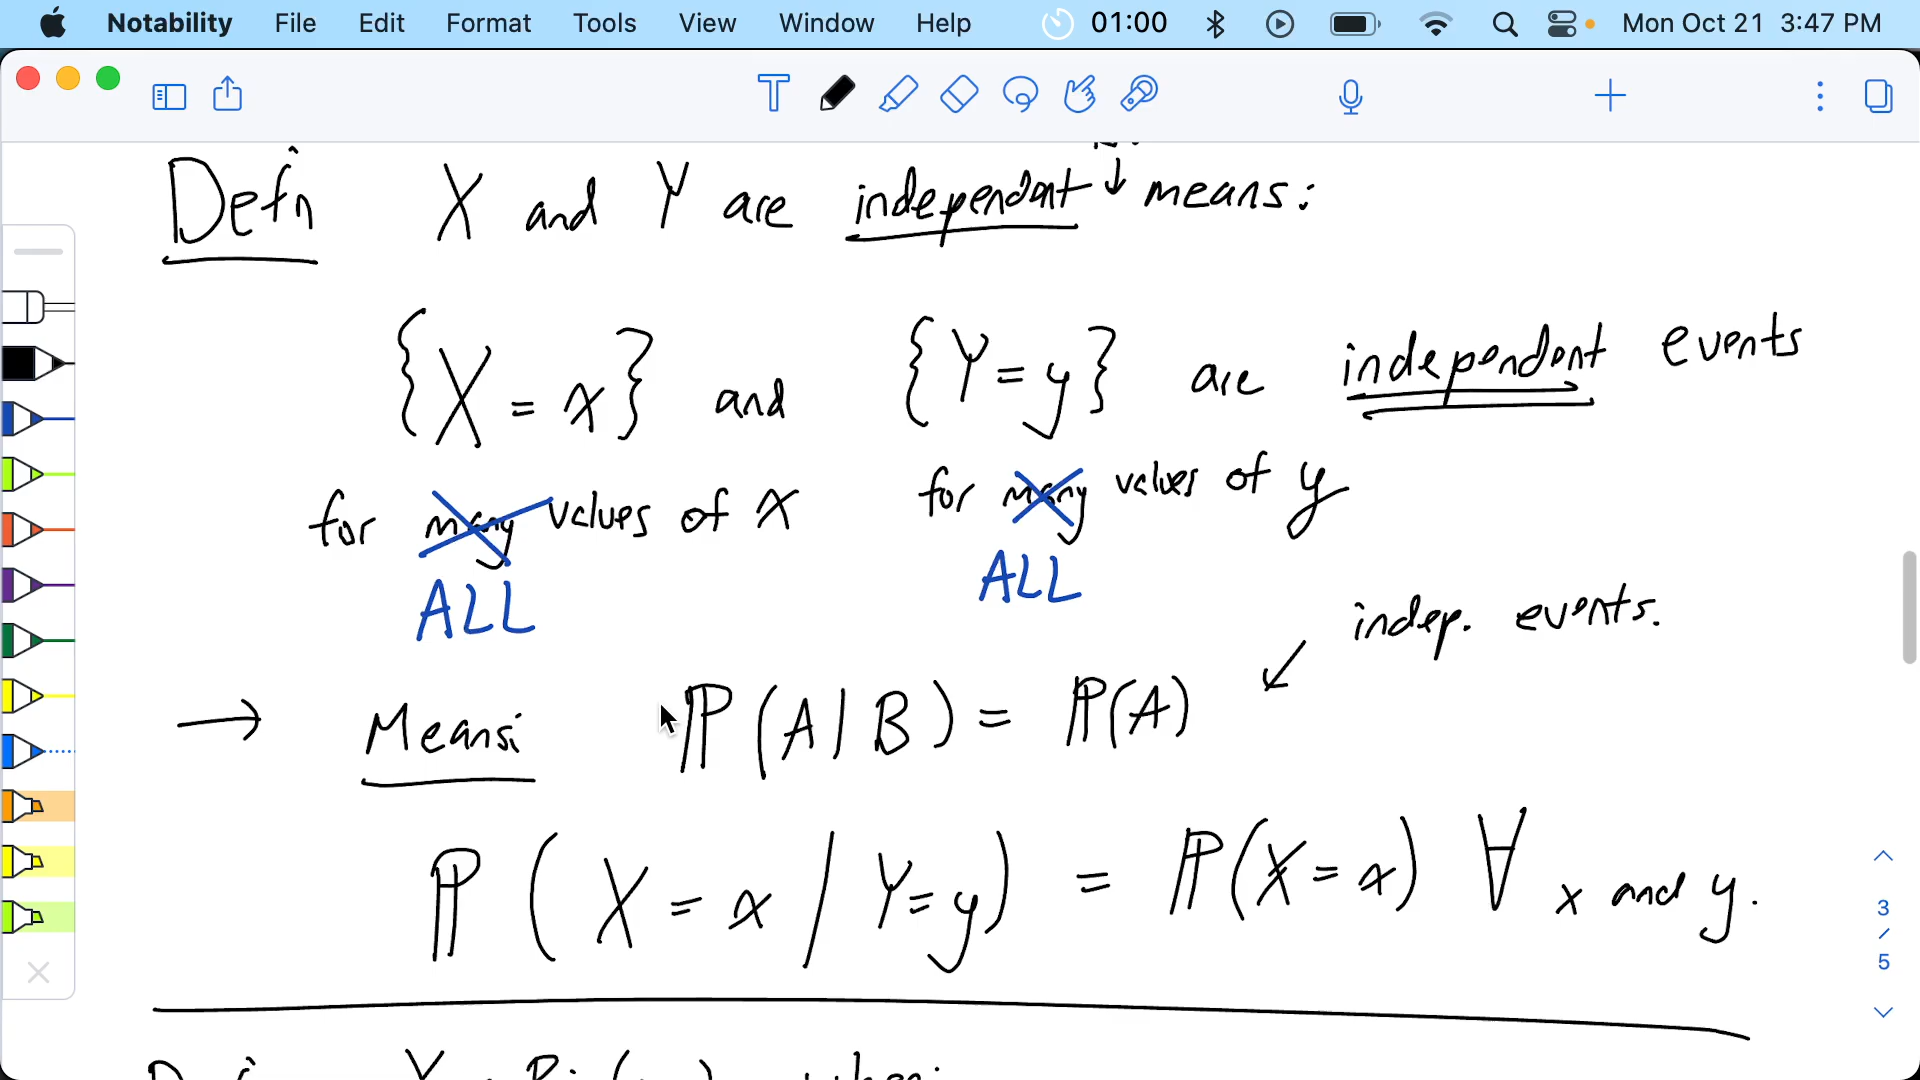 Notability File Edit Format Tools View Window Help 01:00 Mon Oct 21 3:47 PM
Defn X and Y are independent means:
{X = x} and {Y = y} are independent events
for many values of x for many values of y
ALL ALL
indep. events.
→ Means: ℙ(A | B) = ℙ(A)
ℙ(X = x | Y = y) = ℙ(X = x) ∀ x and y.
3
/
5